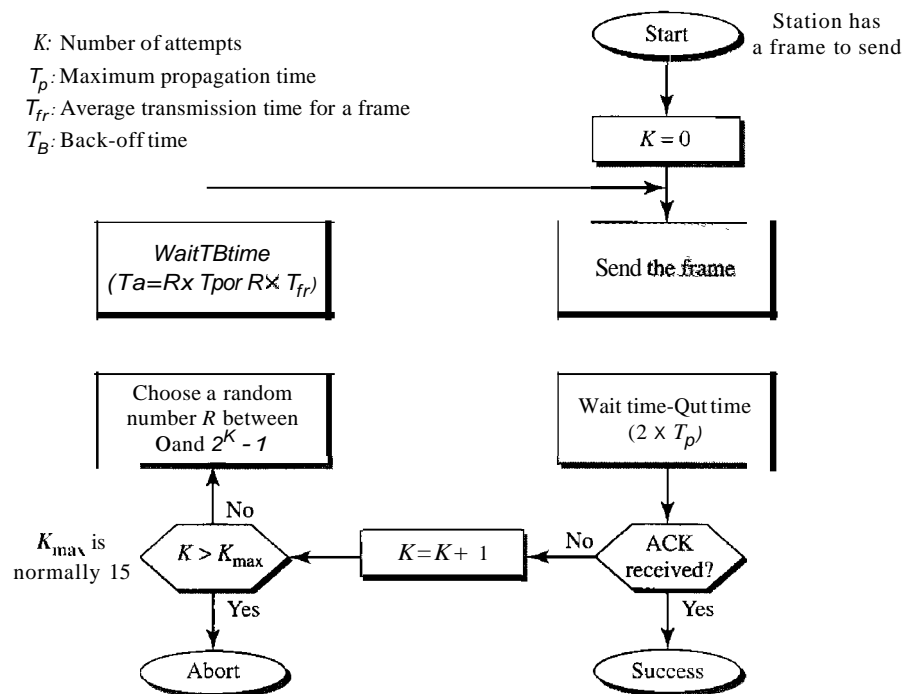 K: Number of attempts
Tp: Maximum propagation time
Tfr: Average transmission time for a frame
TB: Back-off time
Start
Station has
a frame to send
K = 0
WaitTBtime
(Ta=Rx Tpor R× Tfr)
Send the frame
Choose a random
number R between
Oand 2^K - 1
Wait time-Qut time
(2 × Tp)
No
Kmax is
normally 15
K > Kmax
K = K + 1
No
ACK
received?
Yes
Yes
Abort
Success